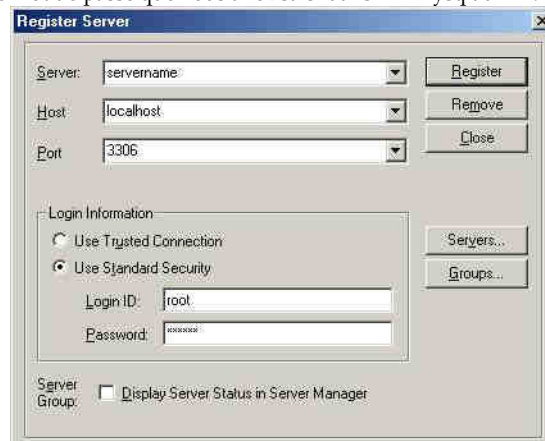 Register Server
Server: servername
Register
Host localhost
Remove
Port 3306
Close
Login Information
Use Trusted Connection
Servers...
Use Standard Security
Groups...
Login ID: root
Password: ******
Server Group: Display Server Status in Server Manager